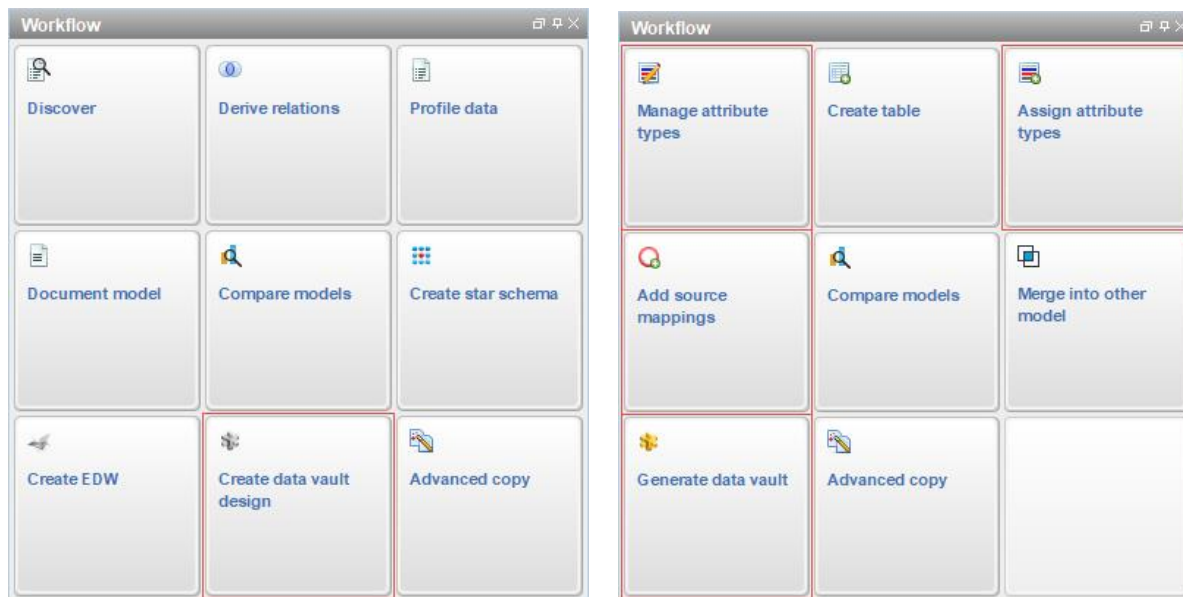 Workflow
Discover
Derive relations
Profile data
Document model
Compare models
Create star schema
Create EDW
Create data vault
design
Advanced copy
Workflow
Manage attribute
types
Create table
Assign attribute
types
Add source
mappings
Compare models
Merge into other
model
Generate data vault
Advanced copy